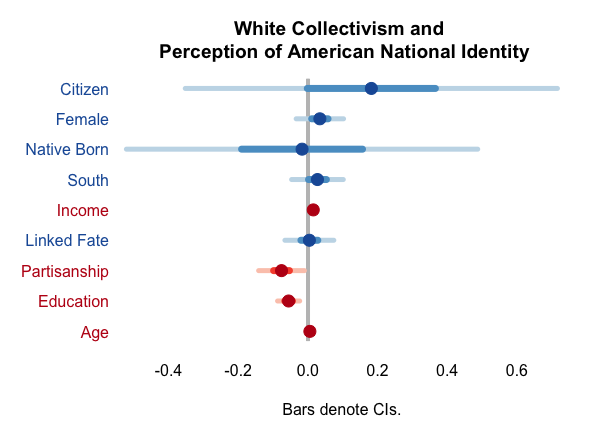 White Collectivism and
Perception of American National Identity
Citizen
Female
Native Born
South
Income
Linked Fate
Partisanship
Education
Age
-0.4 -0.2 0.0 0.2 0.4 0.6
Bars denote CIs.